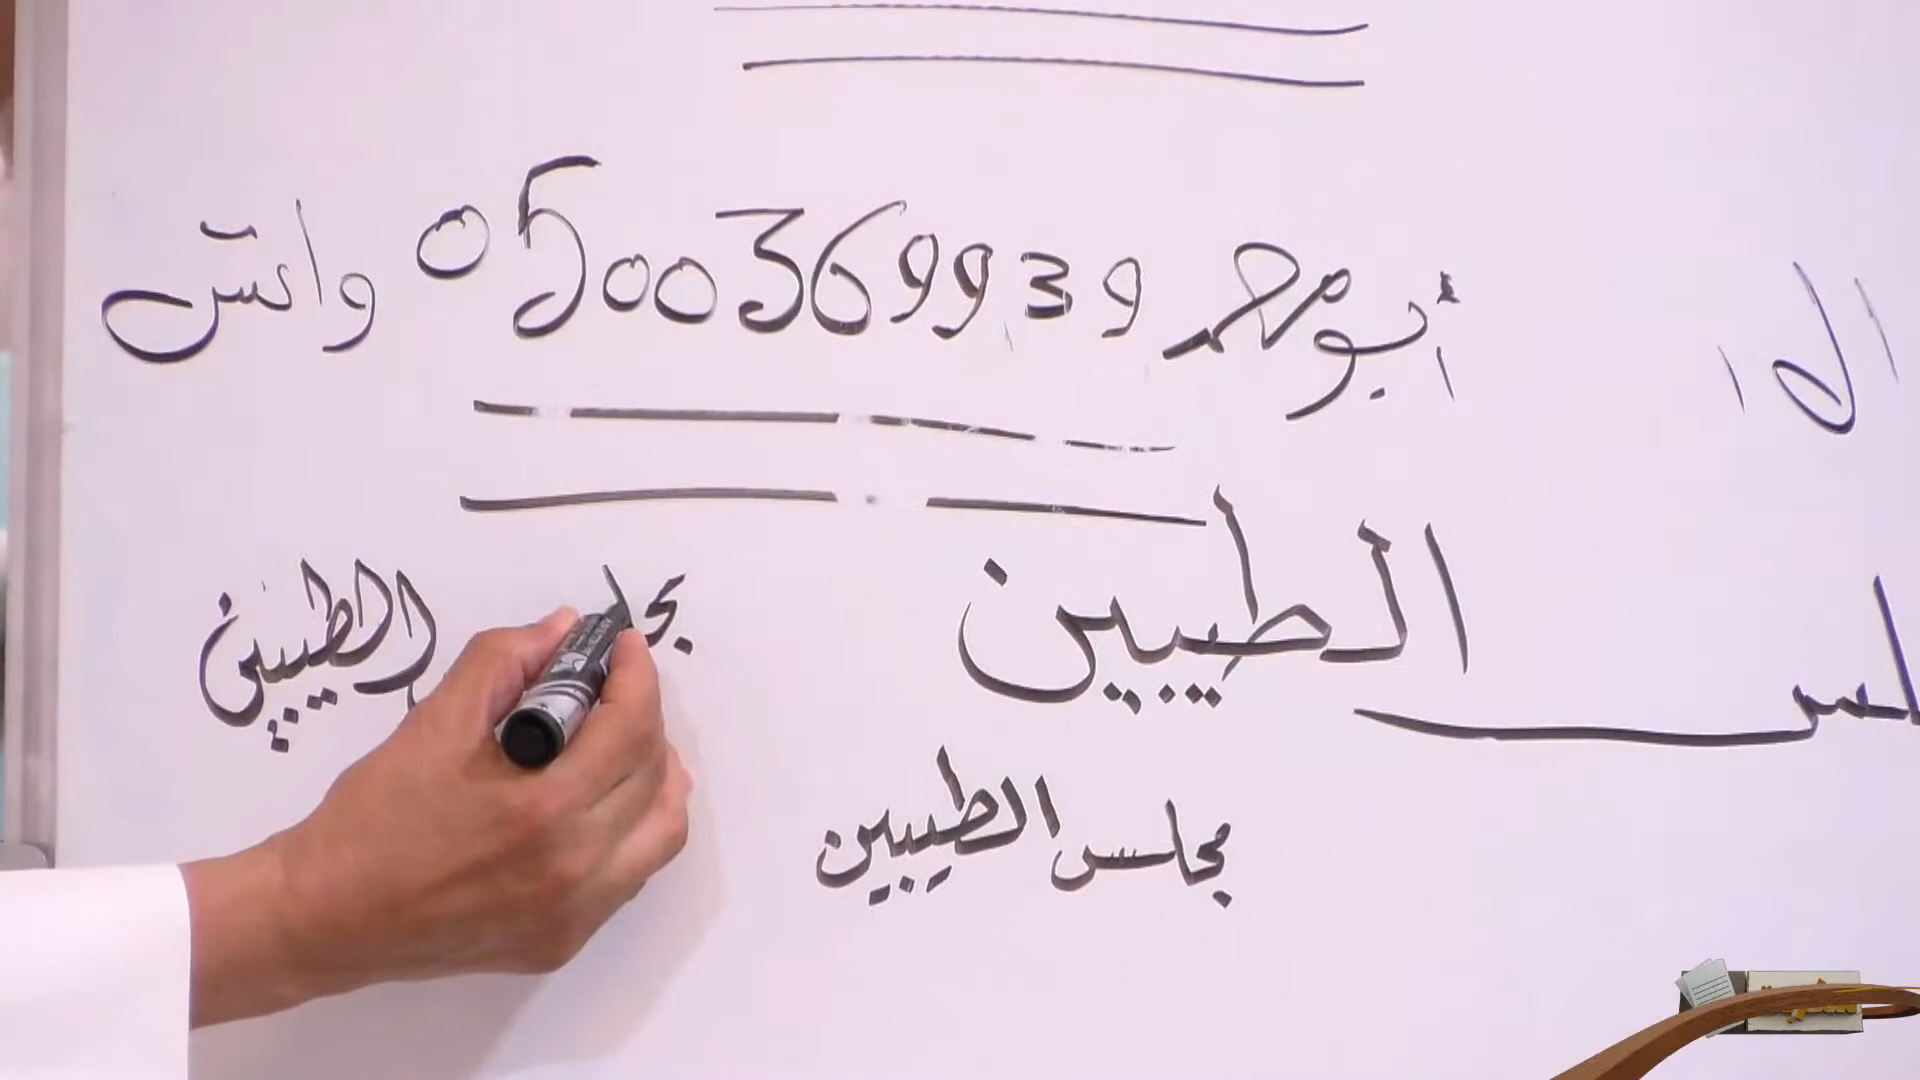 أبو محمد 0500369939 واتس
الطيبين
مجلس الطيبين
الطيبين